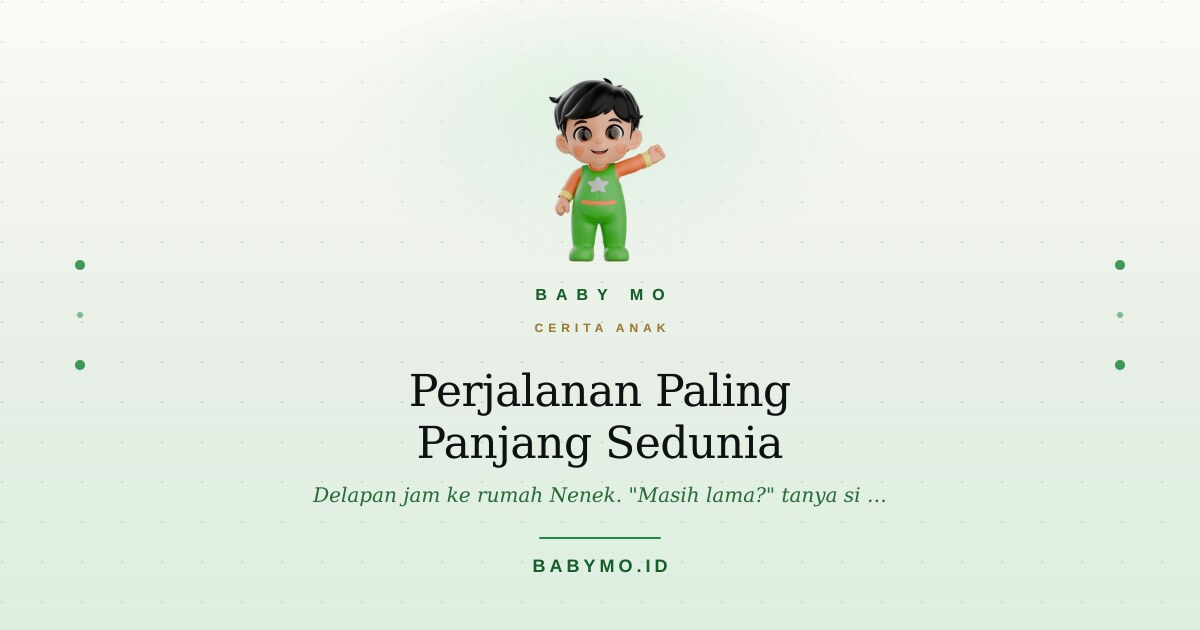 BABY MO
CERITA ANAK
Perjalanan Paling
Panjang Sedunia
Delapan jam ke rumah Nenek. "Masih lama?" tanya si ...
BABYMO.ID